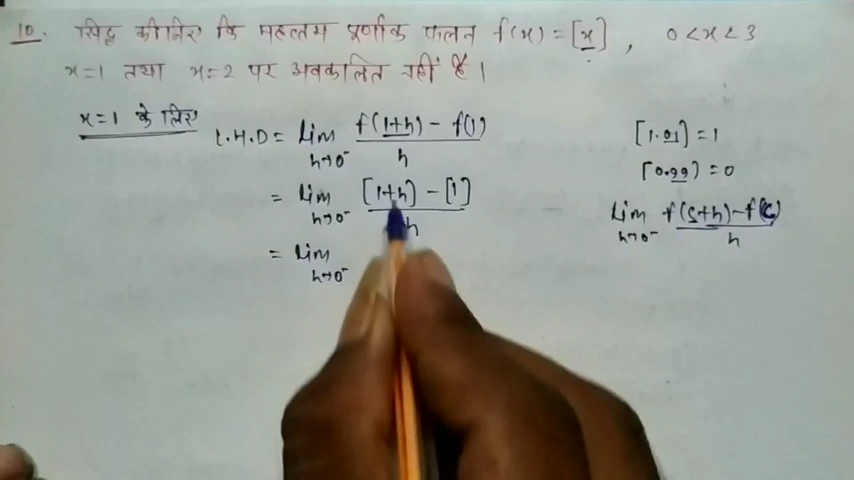 10. सिद्ध कीजिए कि महत्तम पूर्णांक फलन f(x) = [x] , 0 < x < 3
x=1 तथा x=2 पर अवकलित नहीं है।
x=1 के लिए
L.H.D = Lim h→0⁻ f(1+h) - f(1) / h
= Lim h→0⁻ [1+h] - [1] / h
= Lim h→0⁻
[1.01] = 1
[0.99) = 0
Lim h→0⁻ f(c+h)-f(c) / h